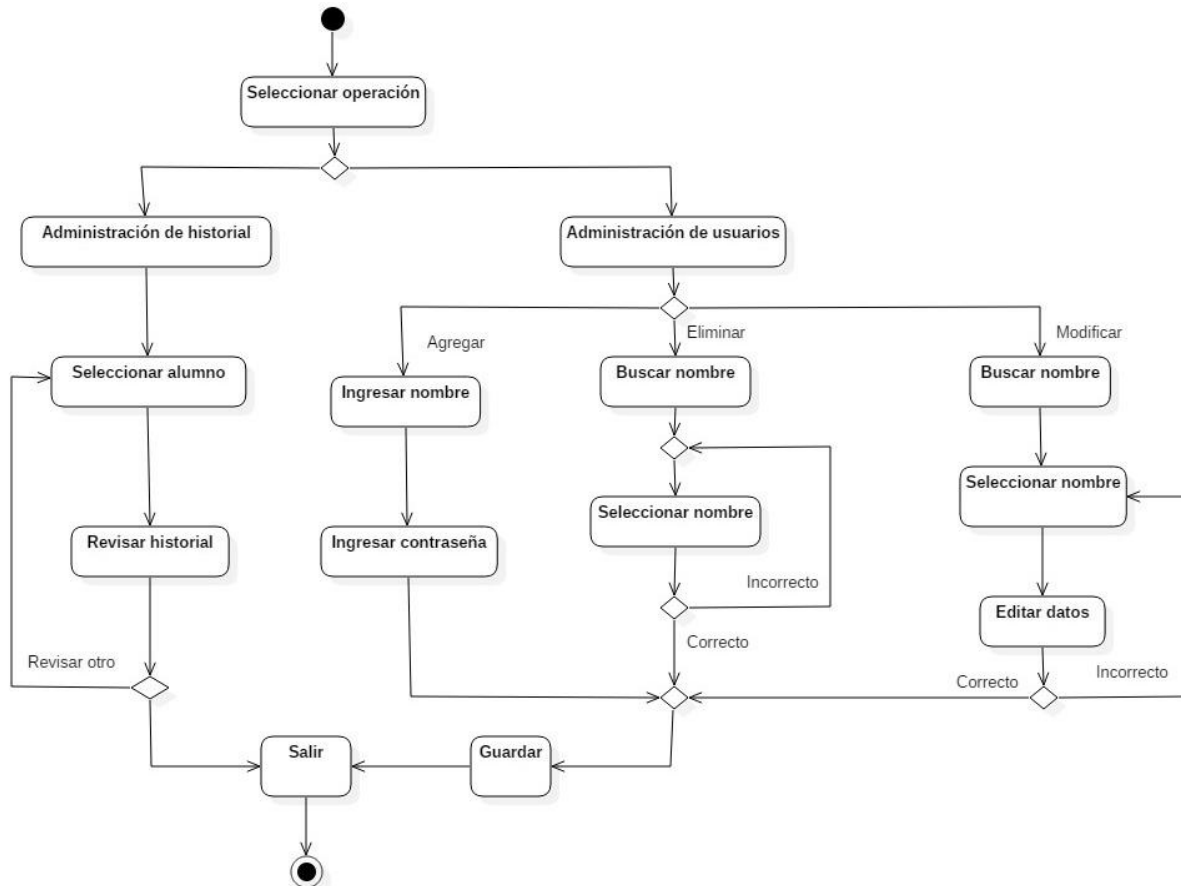 Seleccionar operación
Administración de historial
Administración de usuarios
Agregar
Eliminar
Modificar
Seleccionar alumno
Ingresar nombre
Buscar nombre
Buscar nombre
Seleccionar nombre
Seleccionar nombre
Revisar historial
Ingresar contraseña
Incorrecto
Editar datos
Correcto
Revisar otro
Correcto
Incorrecto
Salir
Guardar